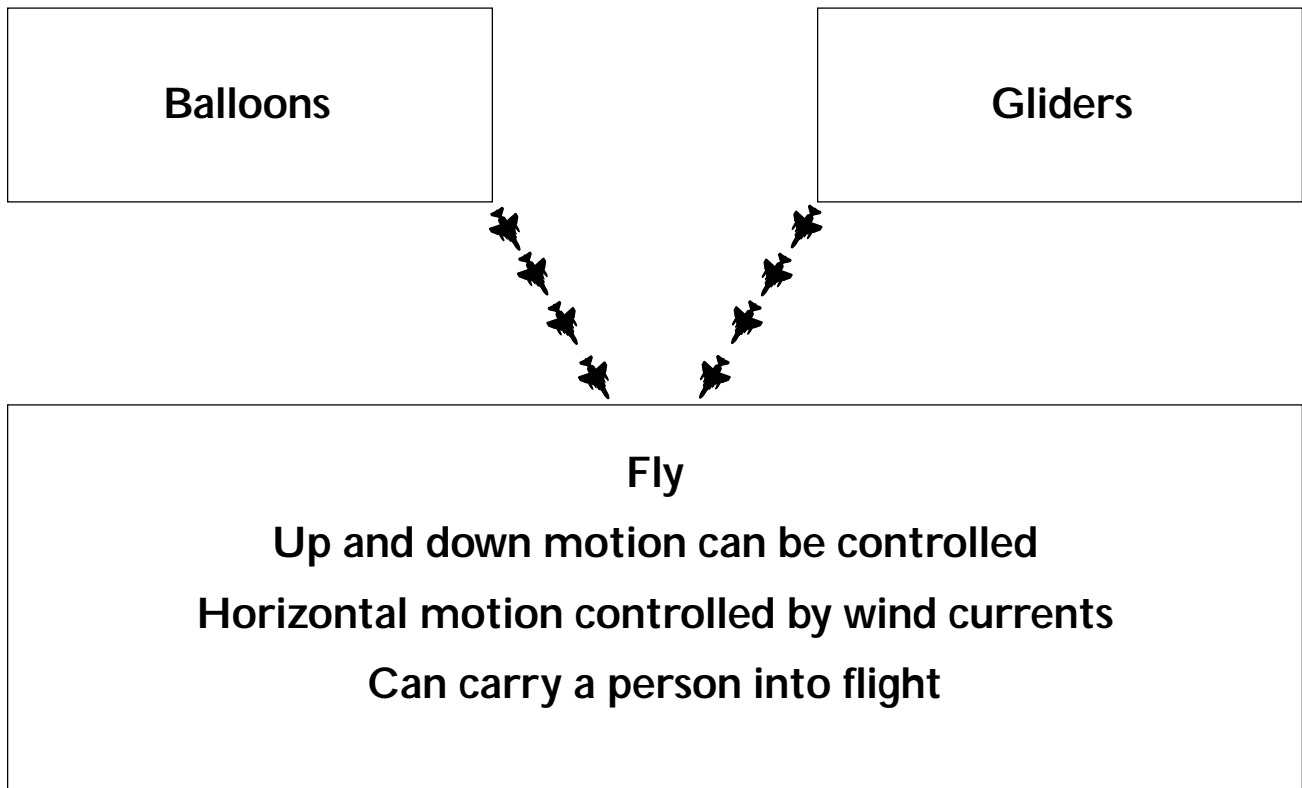 Balloons
Gliders
Fly
Up and down motion can be controlled
Horizontal motion controlled by wind currents
Can carry a person into flight